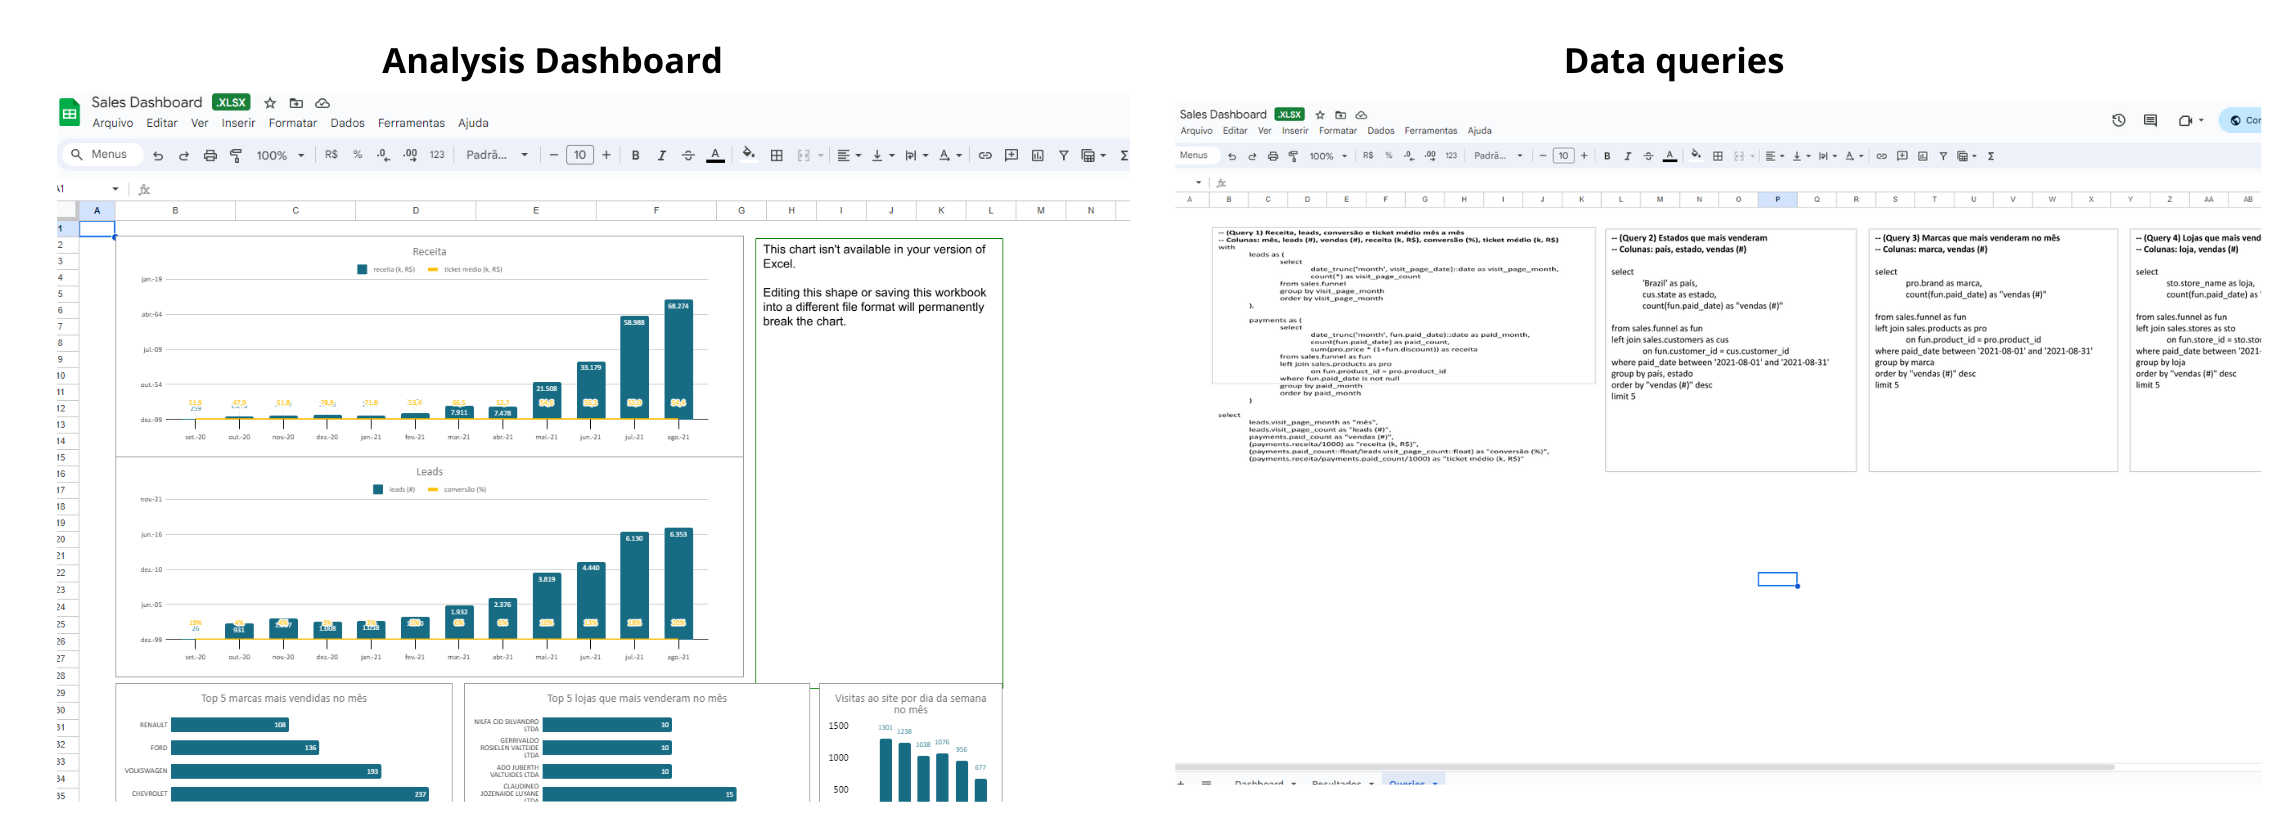 Analysis Dashboard
Sales Dashboard .XLSX
Arquivo Editar Ver Inserir Formatar Dados Ferramentas Ajuda
Menus 100% R$ % .0 .00 123 Padrã... 10 B I A
A B C D E F G H I J K L M N
Receita
receita (k, R$) ticket médio (k, R$)
jan.-19
abr.-64
jul.-09
out.-54
dez.-99
68.274
58.988
33.179
21.508
7.911
7.478
259
51,9 47,9 51,8 71,8 53,4 52,7
set.-20 out.-20 nov.-20 dez.-20 jan.-21 fev.-21 mar.-21 abr.-21 mai.-21 jun.-21 jul.-21 ago.-21
Leads
leads (#) conversão (%)
nov.-21
jun.-16
dez.-10
jun.-05
dez.-99
6.353
6.130
4.440
3.819
2.376
1.932
931
26
set.-20 out.-20 nov.-20 dez.-20 jan.-21 fev.-21 mar.-21 abr.-21 mai.-21 jun.-21 jul.-21 ago.-21
This chart isn't available in your version of
Excel.
Editing this shape or saving this workbook
into a different file format will permanently
break the chart.
Top 5 marcas mais vendidas no mês
RENAULT 108
FORD 136
VOLKSWAGEN 193
CHEVROLET 237
Top 5 lojas que mais venderam no mês
NILFA CID SILVANDRO
LTDA 10
GERRIVALDO
ROSIELEN VALTEIDE
LTDA 10
ADO JUBERTH
VALTUIDES LTDA 10
CLAUDINEO
JOZENAIDE LUYANE
LTDA 15
Visitas ao site por dia da semana
no mês
1500
1000
500
1301 1238 1038 1076 956 677
Data queries
Sales Dashboard .XLSX
Arquivo Editar Ver Inserir Formatar Dados Ferramentas Ajuda
Menus 100% R$ % .0 .00 123 Padrã... 10 B I A
A B C D E F G H I J K L M N O P Q R S T U V W X Y Z AA AB
-- (Query 1) Receita, leads, conversão e ticket médio mês a mês
-- Colunas: mês, leads (#), vendas (#), receita (k, R$), conversão (%), ticket médio (k, R$)
with
leads as (
select
date_trunc('month', visit_page_date)::date as visit_page_month,
count(*) as visit_page_count
from sales.funnel
group by visit_page_month
order by visit_page_month
),
payments as (
select
date_trunc('month', fun.paid_date)::date as paid_month,
count(fun.paid_date) as paid_count,
sum(pro.price * (1+fun.discount)) as receita
from sales.funnel as fun
left join sales.products as pro
on fun.product_id = pro.product_id
where fun.paid_date is not null
group by paid_month
order by paid_month
)
select
leads.visit_page_month as "mês",
leads.visit_page_count as "leads (#)",
payments.paid_count as "vendas (#)",
(payments.receita/1000) as "receita (k, R$)",
(payments.paid_count::float/leads.visit_page_count::float) as "conversão (%)",
(payments.receita/payments.paid_count/1000) as "ticket médio (k, R$)"
-- (Query 2) Estados que mais venderam
-- Colunas: país, estado, vendas (#)
select
'Brazil' as país,
cus.state as estado,
count(fun.paid_date) as "vendas (#)"
from sales.funnel as fun
left join sales.customers as cus
on fun.customer_id = cus.customer_id
where paid_date between '2021-08-01' and '2021-08-31'
group by país, estado
order by "vendas (#)" desc
limit 5
-- (Query 3) Marcas que mais venderam no mês
-- Colunas: marca, vendas (#)
select
pro.brand as marca,
count(fun.paid_date) as "vendas (#)"
from sales.funnel as fun
left join sales.products as pro
on fun.product_id = pro.product_id
where paid_date between '2021-08-01' and '2021-08-31'
group by marca
order by "vendas (#)" desc
limit 5
-- (Query 4) Lojas que mais vend
-- Colunas: loja, vendas (#)
select
sto.store_name as loja,
count(fun.paid_date) as
from sales.funnel as fun
left join sales.stores as sto
on fun.store_id = sto.stor
where paid_date between '2021-
group by loja
order by "vendas (#)" desc
limit 5
Dashboard Resultados Queries